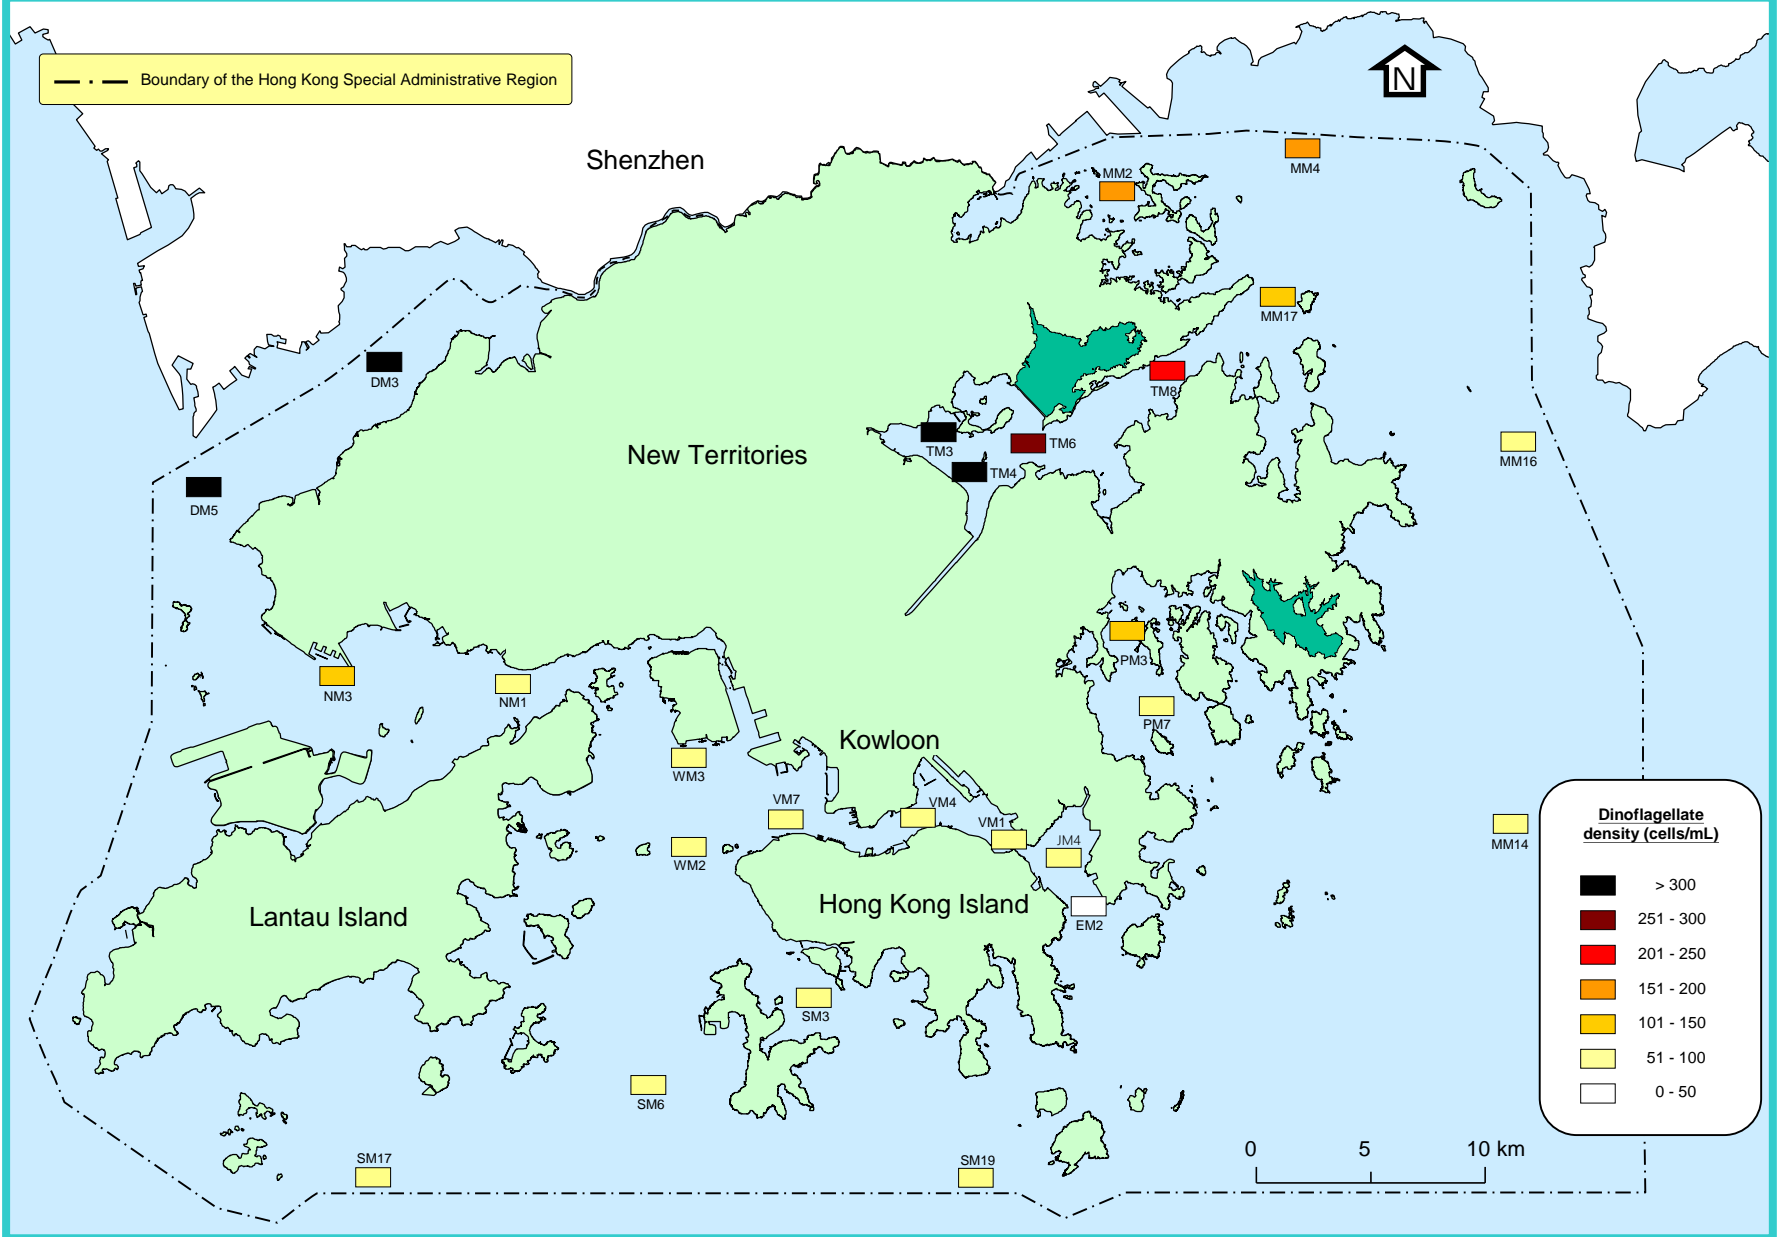 Boundary of the Hong Kong Special Administrative Region
N
Shenzhen
MM4
MM2
MM17
DM3
TM8
New Territories
TM3
TM6
TM4
MM16
DM5
PM3
NM3
NM1
PM7
Kowloon
WM3
VM7
VM4
VM1
JM4
WM2
MM14
Hong Kong Island
Lantau Island
EM2
SM3
SM6
SM17
SM19
Dinoflagellate
density (cells/mL)
> 300
251 - 300
201 - 250
151 - 200
101 - 150
51 - 100
0 - 50
0 5 10 km